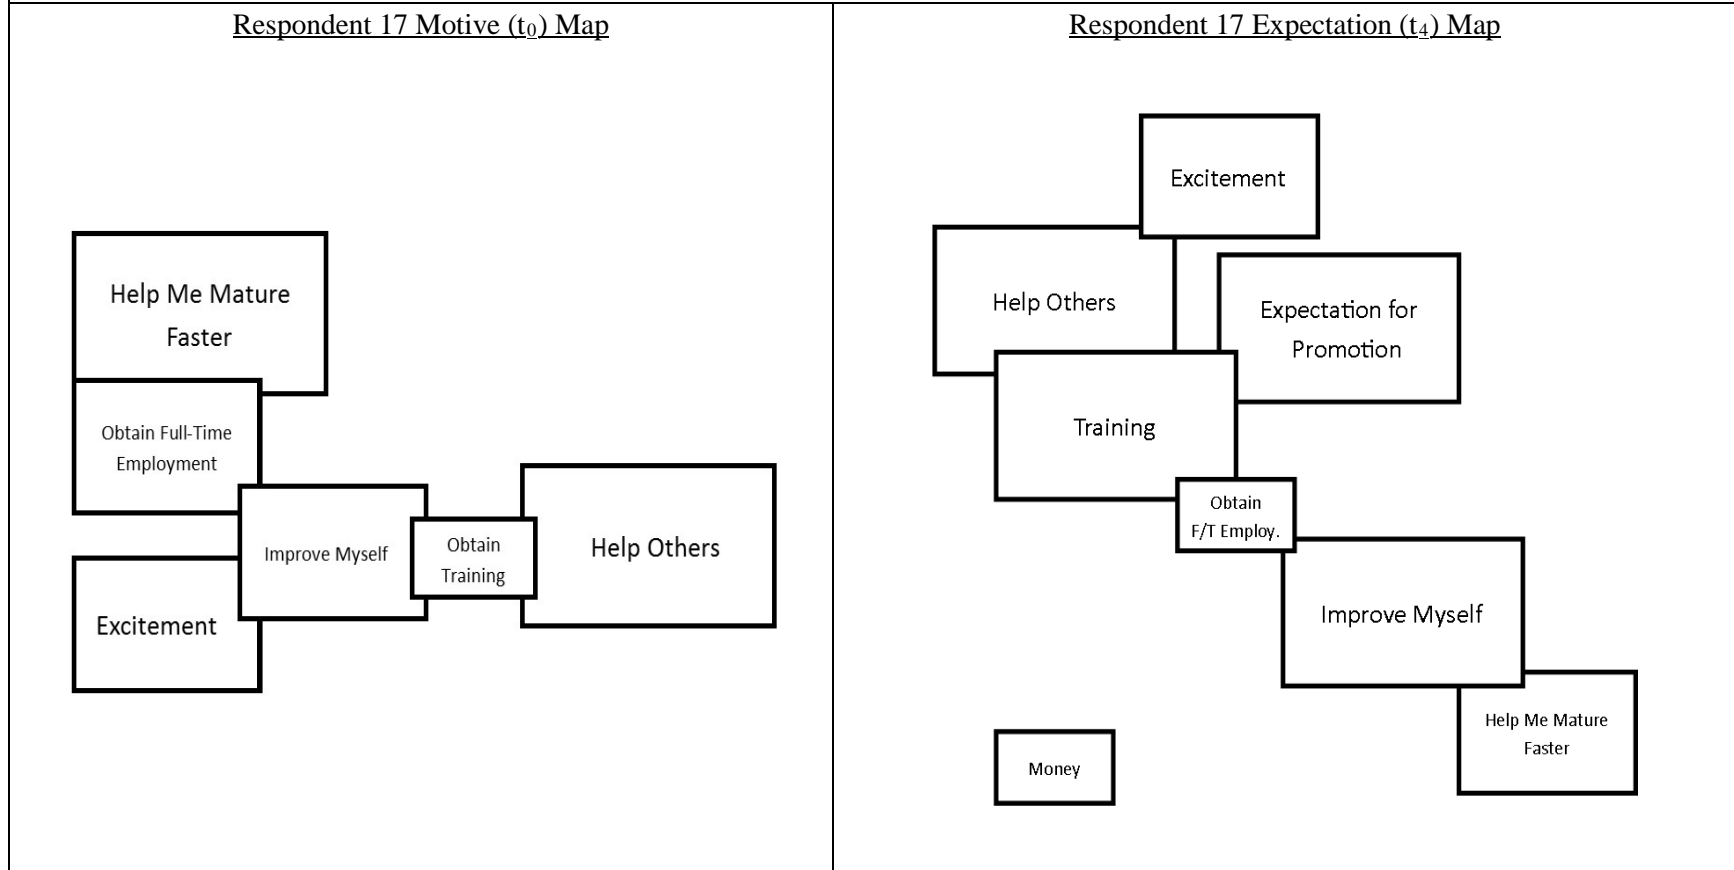 Respondent 17 Motive (t₀) Map
Help Me Mature
Faster
Obtain Full-Time
Employment
Improve Myself
Obtain
Training
Help Others
Excitement
Respondent 17 Expectation (t₄) Map
Excitement
Help Others
Expectation for
Promotion
Training
Obtain
F/T Employ.
Improve Myself
Help Me Mature
Faster
Money